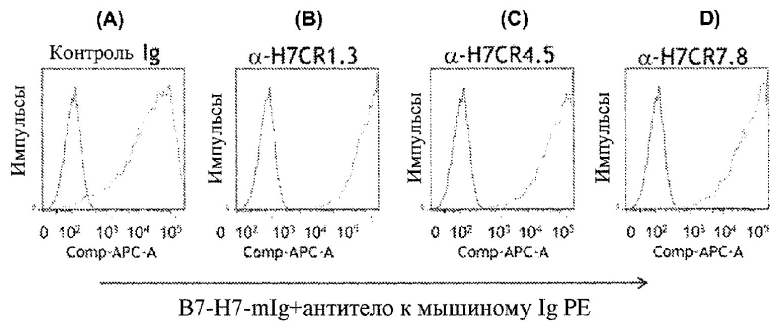 (A) (B) (C) D)
Контроль Ig α-H7CR1.3 α-H7CR4.5 α-H7CR7.8
Импульсы Импульсы Импульсы Импульсы
0 10² 10³ 10⁴ 10⁵ 0 10² 10³ 10⁴ 10⁵ 0 10² 10³ 10⁴ 10⁵ 0 10² 10³ 10⁴ 10⁵
Comp-APC-A Comp-APC-A Comp-APC-A Comp-APC-A
B7-H7-mIg+антитело к мышиному Ig PE